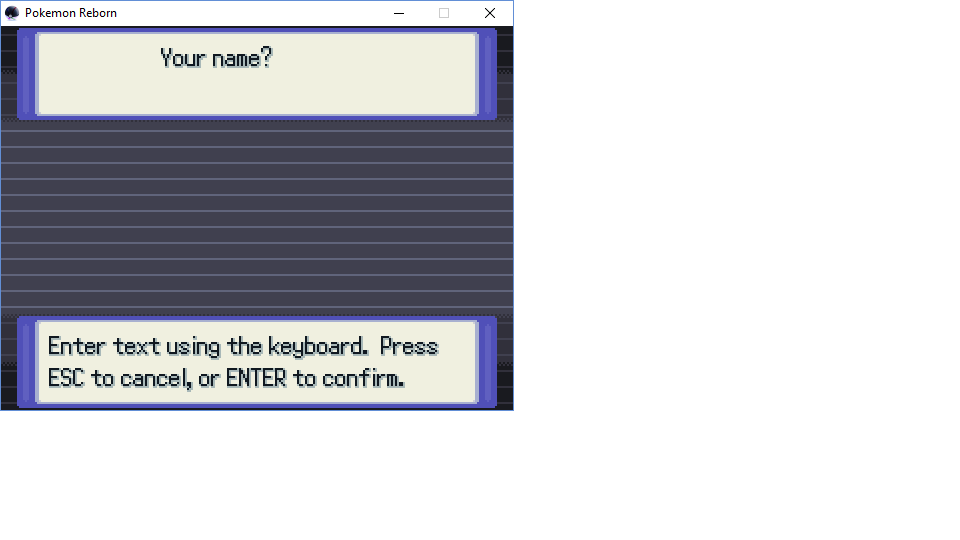 Pokemon Reborn
Your name?
Enter text using the keyboard. Press
ESC to cancel, or ENTER to confirm.